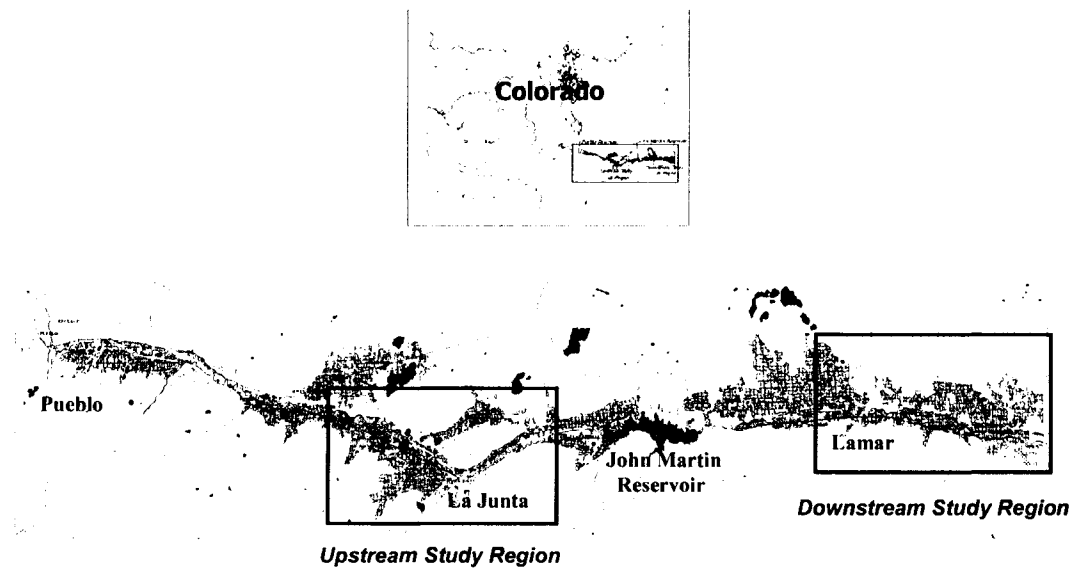 Colorado
Pueblo
La Junta
John Martin
Reservoir
Lamar
Downstream Study Region
Upstream Study Region